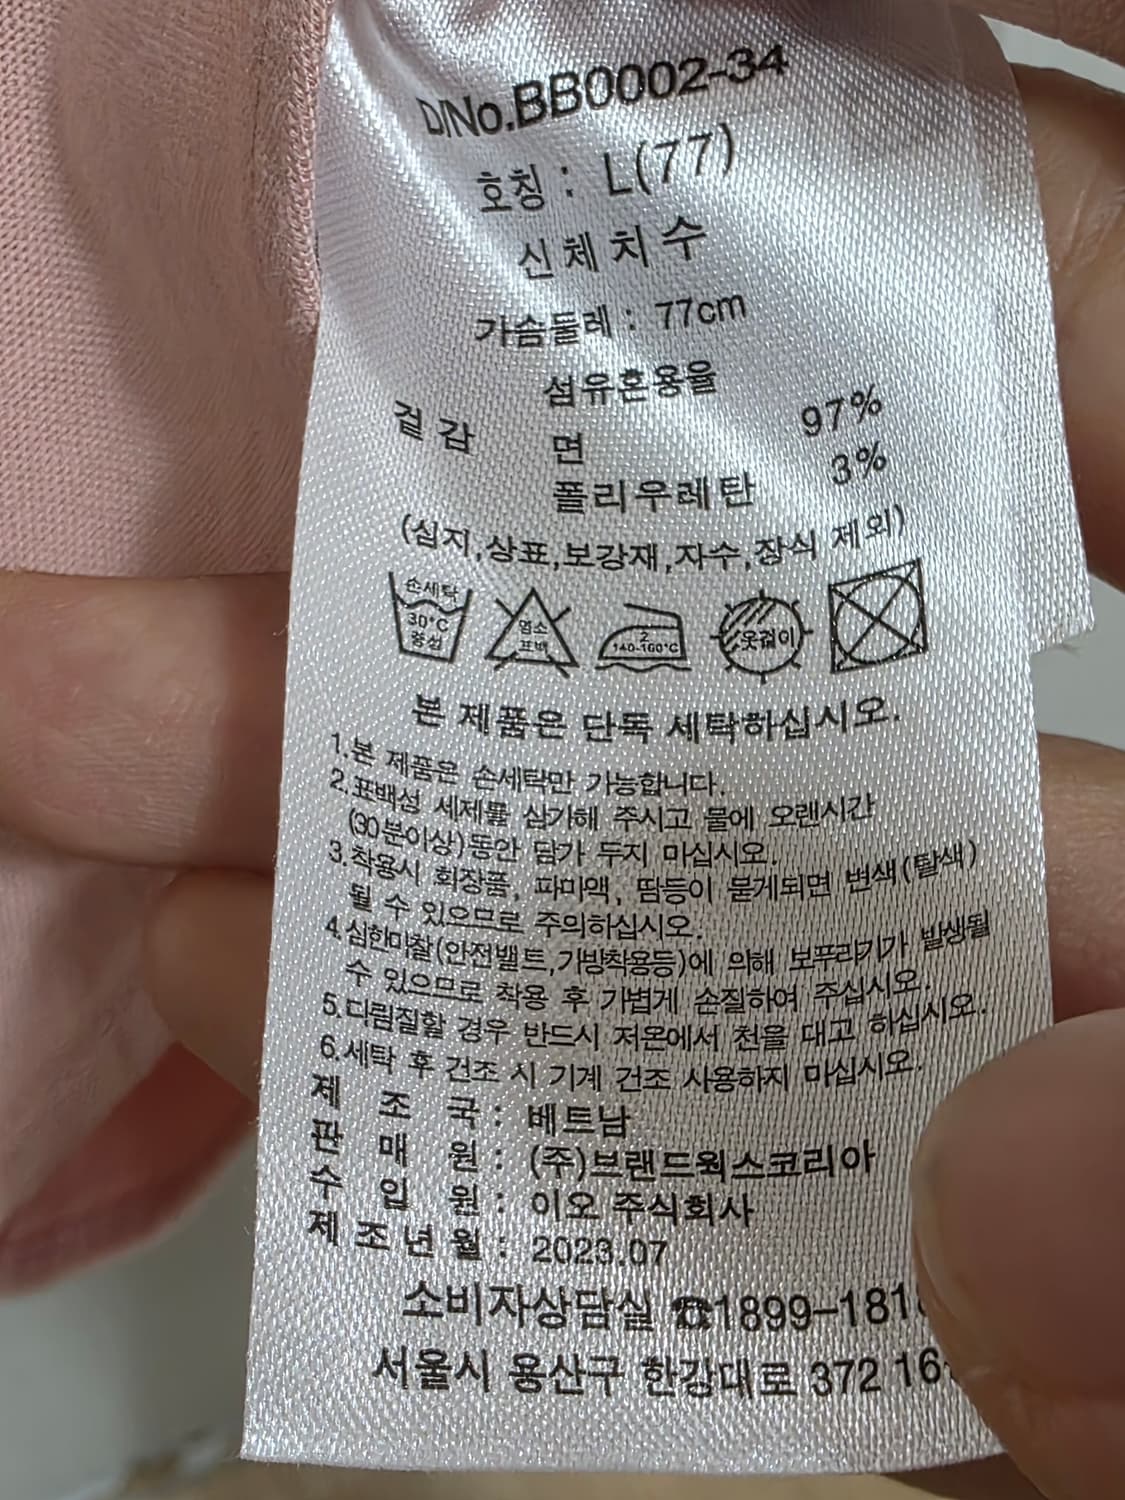 D/No.BB0002-34
호칭 : L(77)
신체치수
가슴둘레 : 77cm
섬유혼용율
겉감 면 97%
폴리우레탄 3%
(심지,상표,보강재,자수,장식 제외)
손세탁 30°C 중성
염소 표백
2 140-160°C
옷걸이
본 제품은 단독 세탁하십시오.
1.본 제품은 손세탁만 가능합니다.
2.표백성 세제를 삼가해 주시고 물에 오랜시간
(30분이상)동안 담가 두지 마십시오.
3.착용시 화장품, 파마액, 땀등이 묻게되면 변색(탈색)
될 수 있으므로 주의하십시오.
4.심한마찰(안전밸트,가방착용등)에 의해 보푸라기가 발생될
수 있으므로 착용 후 가볍게 손질하여 주십시오.
5.다림질할 경우 반드시 저온에서 천을 대고 하십시오.
6.세탁 후 건조 시 기계 건조 사용하지 마십시오.
제 조 국 : 베트남
판 매 원 : (주)브랜드웍스코리아
수 입 원 : 이오 주식회사
제 조 년 월 : 2023.07
소비자상담실 ☎1899-181
서울시 용산구 한강대로 372 16